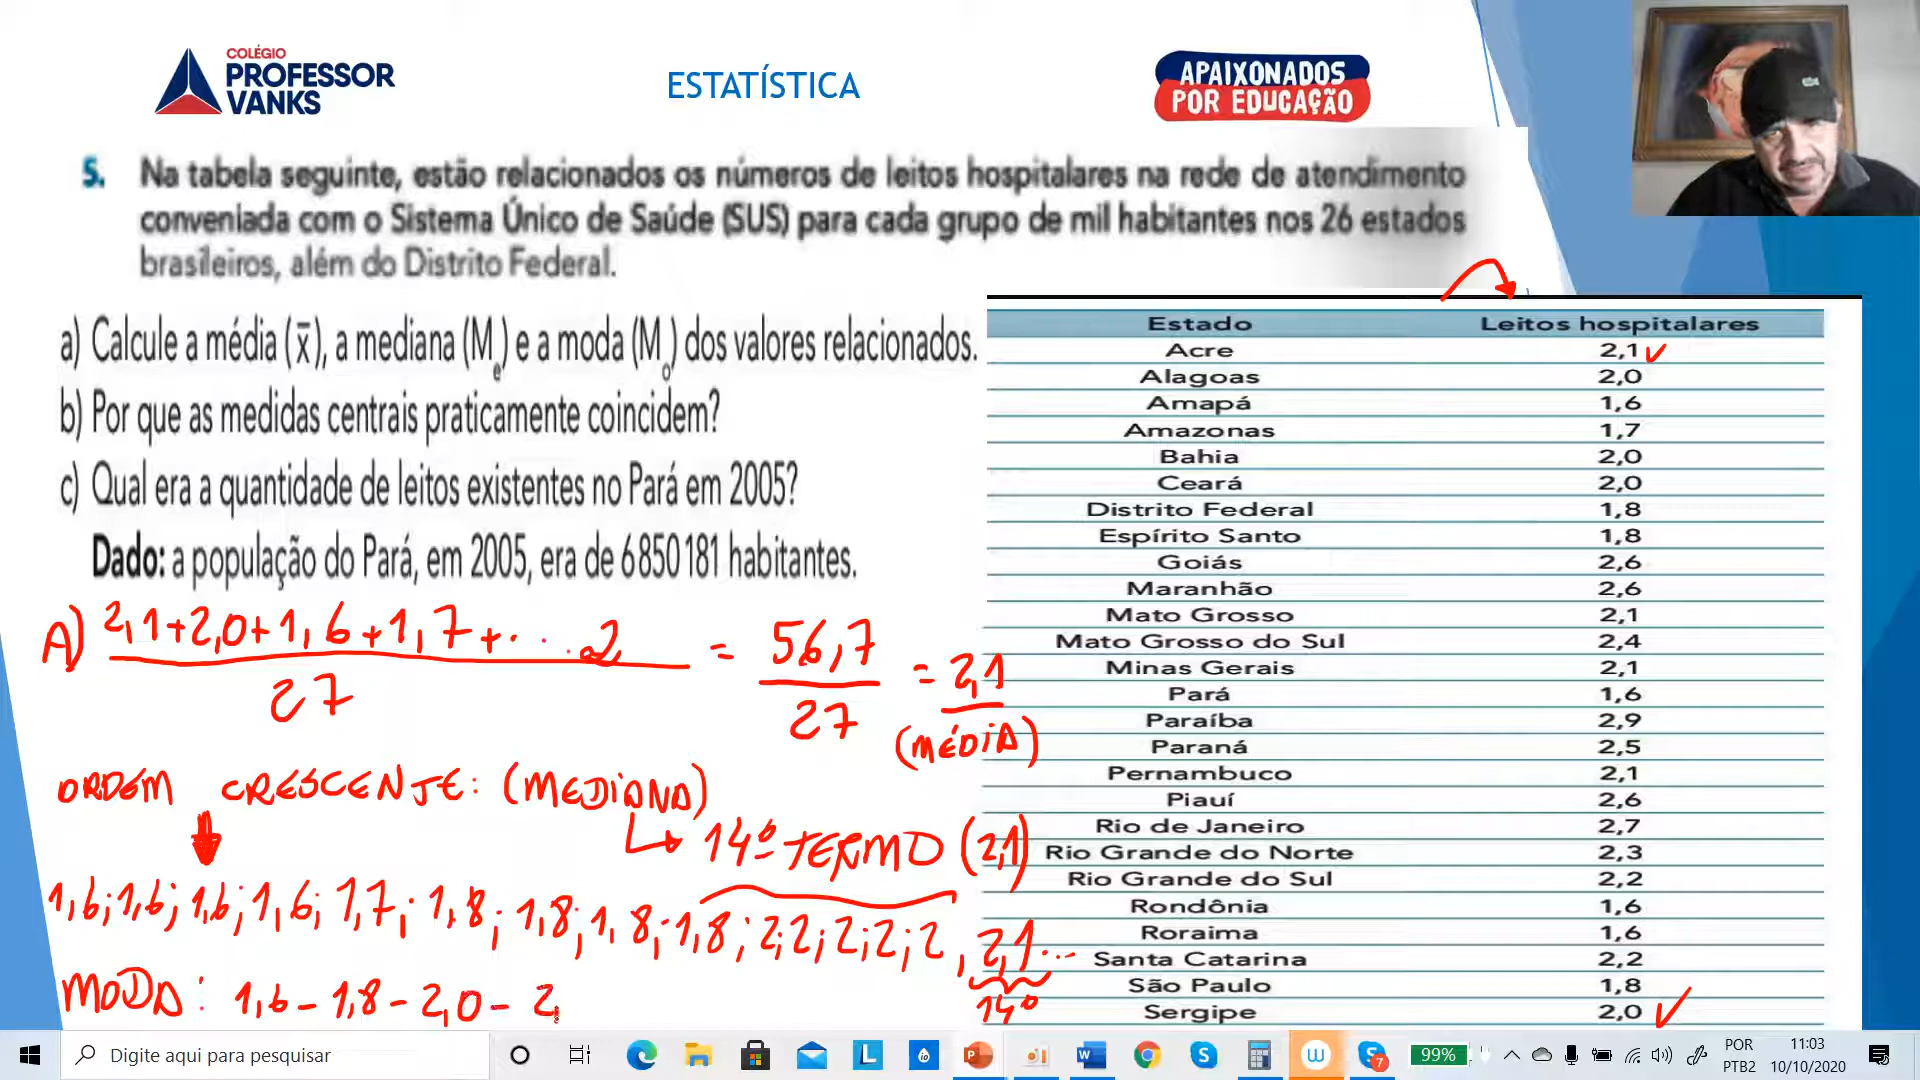 COLÉGIO
PROFESSOR
VANKS
ESTATÍSTICA
APAIXONADOS
POR EDUCAÇÃO
5. Na tabela seguinte, estão relacionados os números de leitos hospitalares na rede de atendimento
conveniada com o Sistema Único de Saúde (SUS) para cada grupo de mil habitantes nos 26 estados
brasileiros, além do Distrito Federal.
a) Calcule a média (x̅), a mediana (Me) e a moda (Mo) dos valores relacionados.
b) Por que as medidas centrais praticamente coincidem?
c) Qual era a quantidade de leitos existentes no Pará em 2005?
Dado: a população do Pará, em 2005, era de 6 850 181 habitantes.
A) 2,1+2,0+1,6+1,7+.....2 = 56,7 = 2,1
27 27 (MÉDIA)
ORDEM CRESCENTE: (MEDIANA)
14º TERMO (2,1)
1,6; 1,6; 1,6; 1,6; 1,7; 1,8; 1,8; 1,8; 1,8; 2; 2; 2; 2; 2, 2,1...
14º
MODA: 1,6 - 1,8 - 2,0 - 2,
Estado Leitos hospitalares
Acre 2,1
Alagoas 2,0
Amapá 1,6
Amazonas 1,7
Bahia 2,0
Ceará 2,0
Distrito Federal 1,8
Espírito Santo 1,8
Goiás 2,6
Maranhão 2,6
Mato Grosso 2,1
Mato Grosso do Sul 2,4
Minas Gerais 2,1
Pará 1,6
Paraíba 2,9
Paraná 2,5
Pernambuco 2,1
Piauí 2,6
Rio de Janeiro 2,7
Rio Grande do Norte 2,3
Rio Grande do Sul 2,2
Rondônia 1,6
Roraima 1,6
Santa Catarina 2,2
São Paulo 1,8
Sergipe 2,0
Digite aqui para pesquisar
99%
POR
PTB2
11:03
10/10/2020